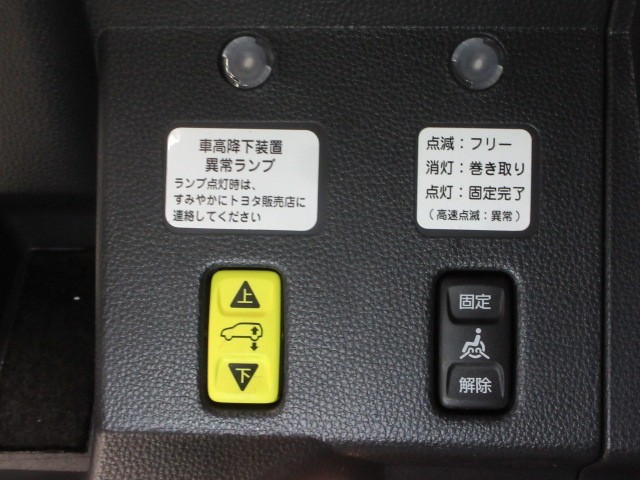 車高降下装置
異常ランプ
ランプ点灯時は、
すみやかにトヨタ販売店に
連絡してください
点滅：フリー
消灯：巻き取り
点灯：固定完了
（高速点滅：異常）
上
下
固定
解除